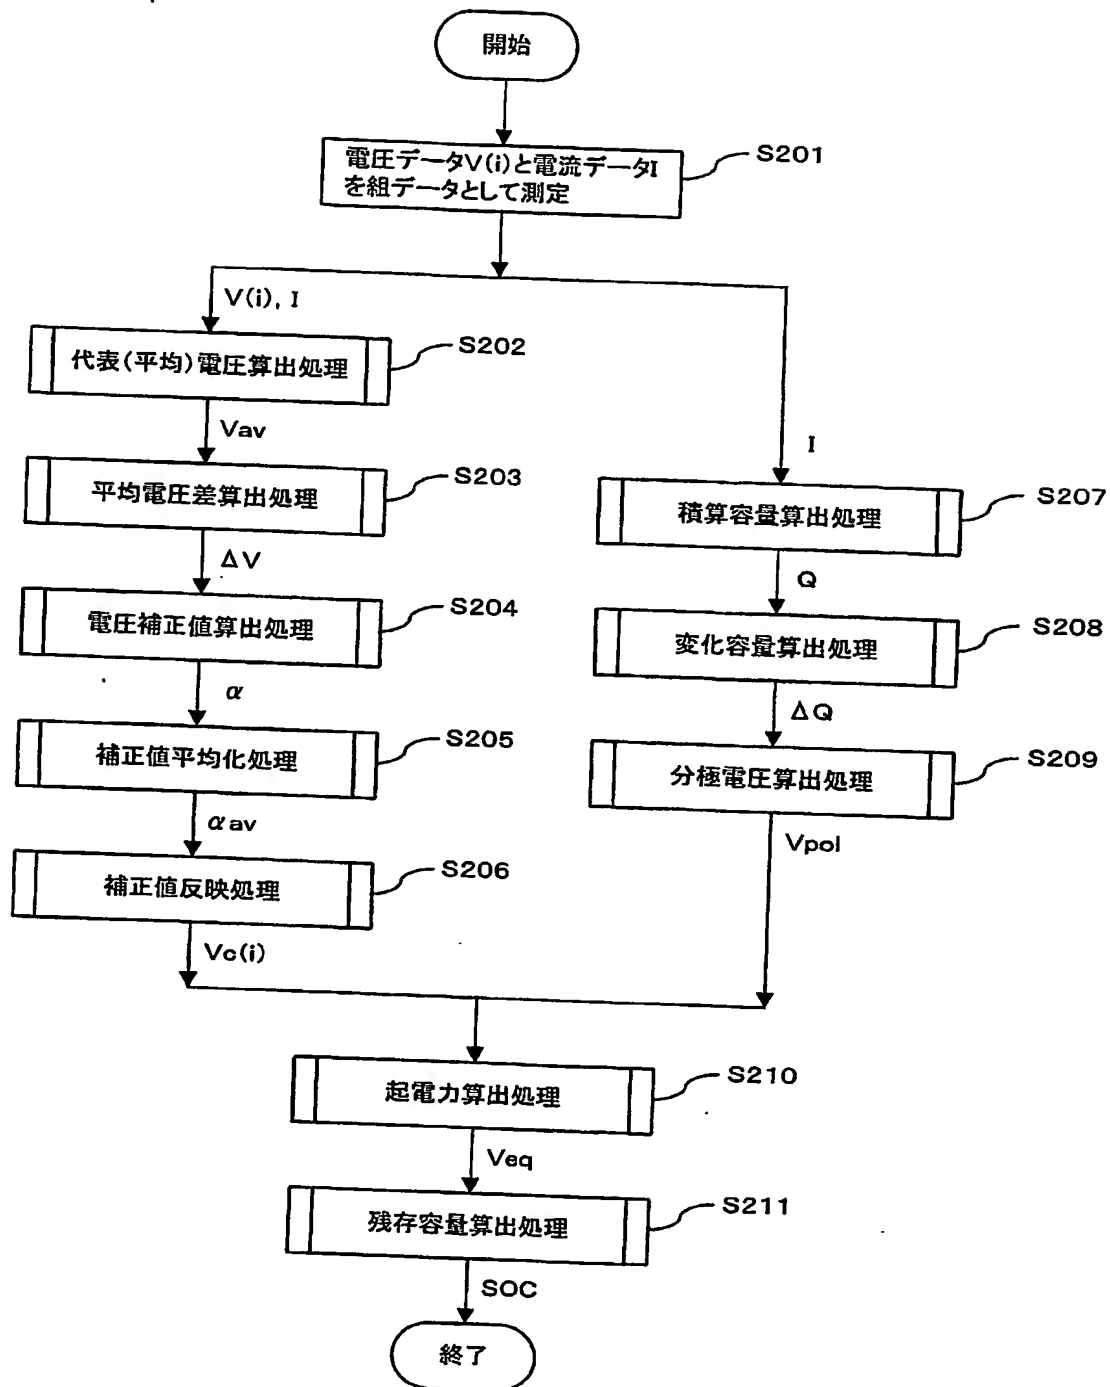 開始
電圧データV(i)と電流データI
を組データとして測定
S201
V(i), I
代表(平均)電圧算出処理
S202
Vav
平均電圧差算出処理
S203
ΔV
電圧補正値算出処理
S204
α
補正値平均化処理
S205
αav
補正値反映処理
S206
Vc(i)
I
積算容量算出処理
S207
Q
変化容量算出処理
S208
ΔQ
分極電圧算出処理
S209
Vpol
起電力算出処理
S210
Veq
残存容量算出処理
S211
SOC
終了